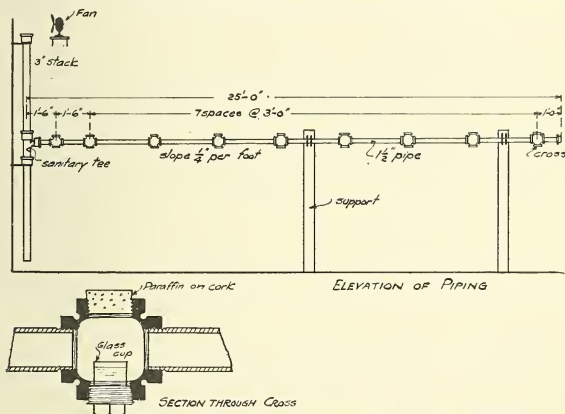 Fan
3" stack
25'-0"
1'-6"
1'-6"
7 spaces @ 3'-0"
1'-0"
sanitary tee
slope 1/4" per foot
1 1/2" pipe
cross
support
ELEVATION OF PIPING
Paraffin on cork
Glass
cup
SECTION THROUGH CROSS